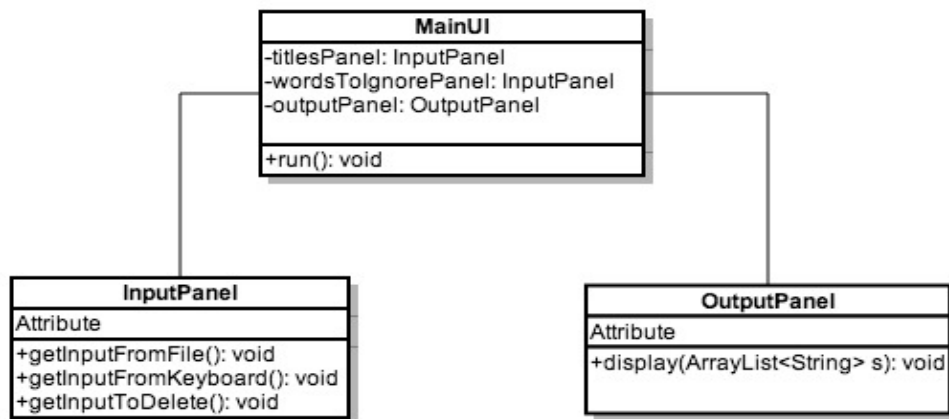 MainUI
-titlesPanel: InputPanel
-wordsToIgnorePanel: InputPanel
-outputPanel: OutputPanel
+run(): void
InputPanel
Attribute
+getInputFromFile(): void
+getInputFromKeyboard(): void
+getInputToDelete(): void
OutputPanel
Attribute
+display(ArrayList<String> s): void